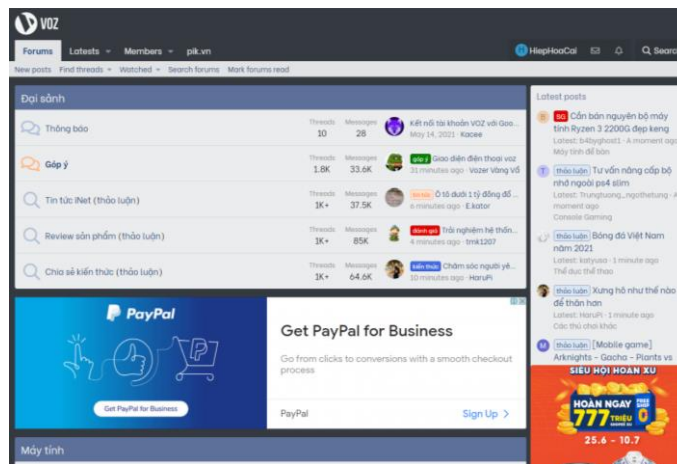 VOZ
Forums Latests Members pik.vn HiepHoaCai Searc
New posts Find threads Watched Search forums Mark forums read
Đại sảnh
Thông báo
Threads Messages
10 28
Kết nối tài khoản VOZ với Goo...
May 14, 2021 · Kacee
Góp ý
Threads Messages
1.8K 33.6K
góp ý Giao diện điện thoại voz
31 minutes ago · Vozer Vàng Vố
Tin tức iNet (thảo luận)
Threads Messages
1K+ 37.5K
tin tức Ô tô dưới 1 tỷ đồng đổ ...
6 minutes ago · E.kator
Review sản phẩm (thảo luận)
Threads Messages
1K+ 85K
đánh giá Trải nghiệm hệ thốn...
4 minutes ago · tmk1207
Chia sẻ kiến thức (thảo luận)
Threads Messages
1K+ 64.6K
kiến thức Chăm sóc người yê...
10 minutes ago · HaruPi
PayPal
Get PayPal for Business
Get PayPal for Business
Go from clicks to conversions with a smooth checkout
process
PayPal Sign Up
Máy tính
Latest posts
B
BG Cần bán nguyên bộ máy
tính Ryzen 3 2200G đẹp keng
Latest: b4byghost1 · A moment ago
Máy tính để bàn
T
thảo luận Tư vấn nâng cấp bộ
nhớ ngoài ps4 slim
Latest: Trungtuong_ngothetung · A
moment ago
Console Gaming
thảo luận Bóng đá Việt Nam
năm 2021
Latest: katyusa · 1 minute ago
Thể dục thể thao
thảo luận Xưng hô như thế nào
để thân hơn
Latest: HaruPi · 1 minute ago
Các thú chơi khác
M
thảo luận [Mobile game]
Arknights - Gacha - Plants vs
SIÊU HỘI HOÀN XU
HOÀN NGAY
777 TRIỆU
FREE
SHIP
0
25.6 - 10.7